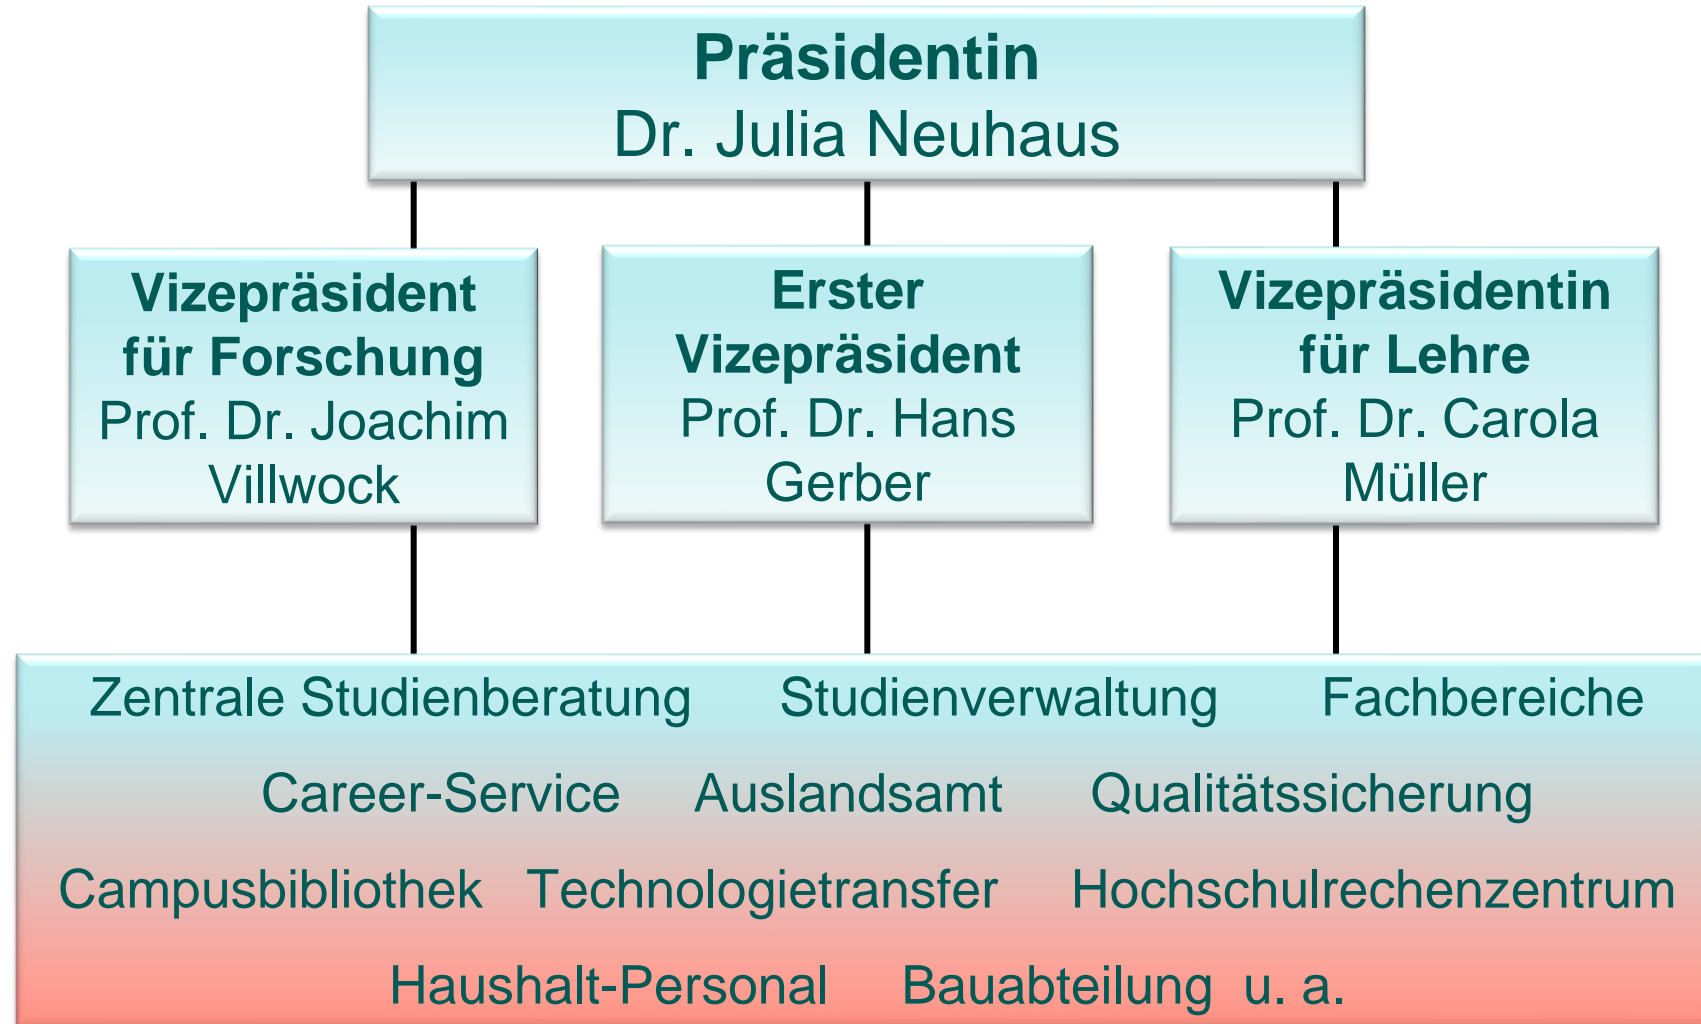 Präsidentin
Dr. Julia Neuhaus
Vizepräsident
für Forschung
Prof. Dr. Joachim
Villwock
Erster
Vizepräsident
Prof. Dr. Hans
Gerber
Vizepräsidentin
für Lehre
Prof. Dr. Carola
Müller
Zentrale Studienberatung Studienverwaltung Fachbereiche
Career-Service Auslandsamt Qualitätssicherung
Campusbibliothek Technologietransfer Hochschulrechenzentrum
Haushalt-Personal Bauabteilung u. a.